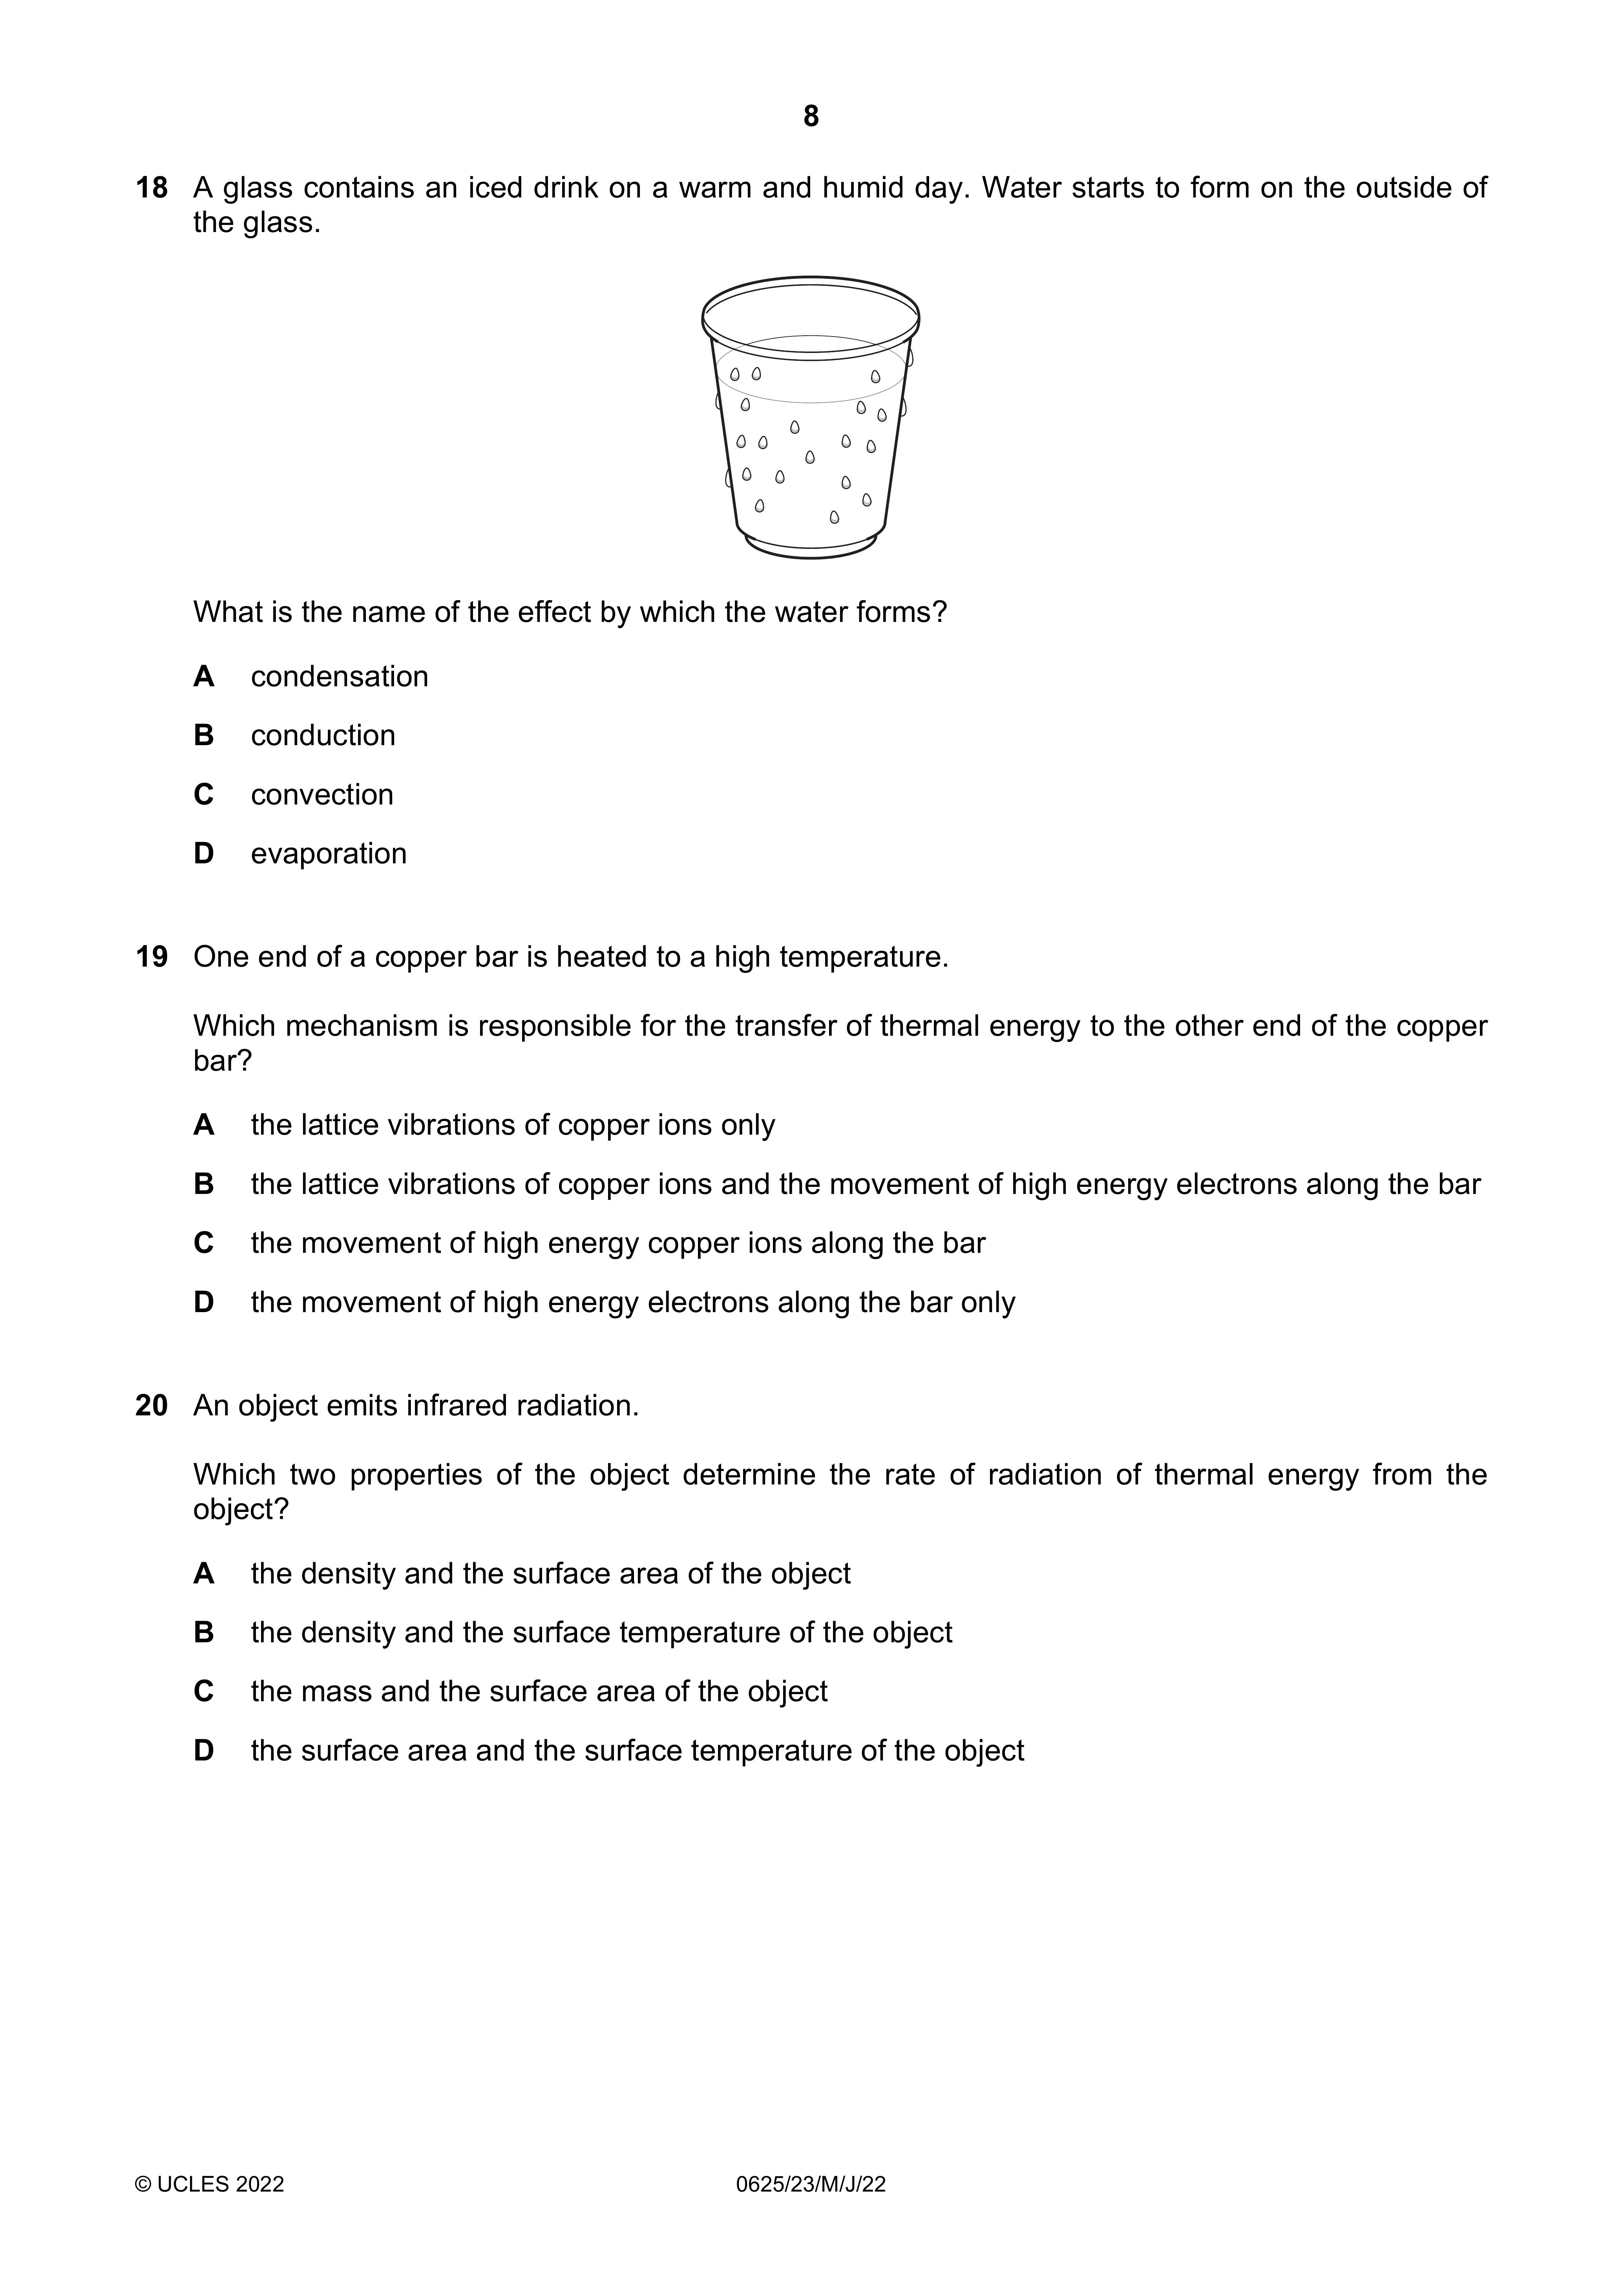 8
18 A glass contains an iced drink on a warm and humid day. Water starts to form on the outside of
the glass.
What is the name of the effect by which the water forms?
A condensation
B conduction
C convection
D evaporation
19 One end of a copper bar is heated to a high temperature.
Which mechanism is responsible for the transfer of thermal energy to the other end of the copper
bar?
A the lattice vibrations of copper ions only
B the lattice vibrations of copper ions and the movement of high energy electrons along the bar
C the movement of high energy copper ions along the bar
D the movement of high energy electrons along the bar only
20 An object emits infrared radiation.
Which two properties of the object determine the rate of radiation of thermal energy from the
object?
A the density and the surface area of the object
B the density and the surface temperature of the object
C the mass and the surface area of the object
D the surface area and the surface temperature of the object
© UCLES 2022 0625/23/M/J/22